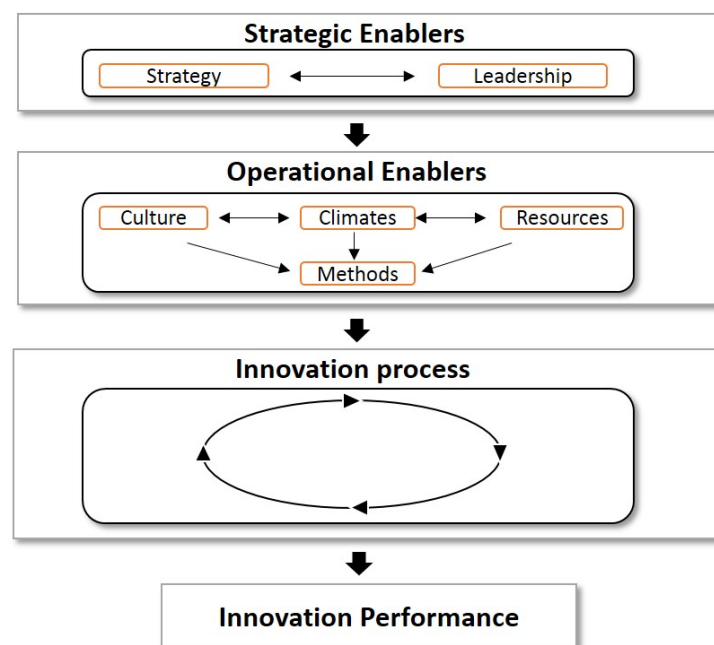 Strategic Enablers
Strategy Leadership
Operational Enablers
Culture Climates Resources
Methods
Innovation process
Innovation Performance